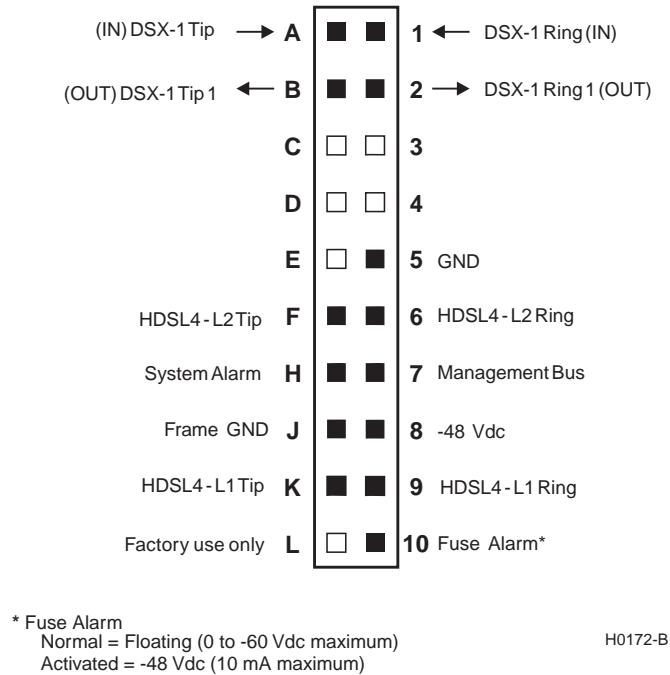 (IN) DSX-1 Tip A 1 DSX-1 Ring (IN)
(OUT) DSX-1 Tip 1 B 2 DSX-1 Ring 1 (OUT)
C 3
D 4
E 5 GND
HDSL4 - L2 Tip F 6 HDSL4 - L2 Ring
System Alarm H 7 Management Bus
Frame GND J 8 -48 Vdc
HDSL4 - L1 Tip K 9 HDSL4 - L1 Ring
Factory use only L 10 Fuse Alarm*
* Fuse Alarm
Normal = Floating (0 to -60 Vdc maximum) H0172-B
Activated = -48 Vdc (10 mA maximum)